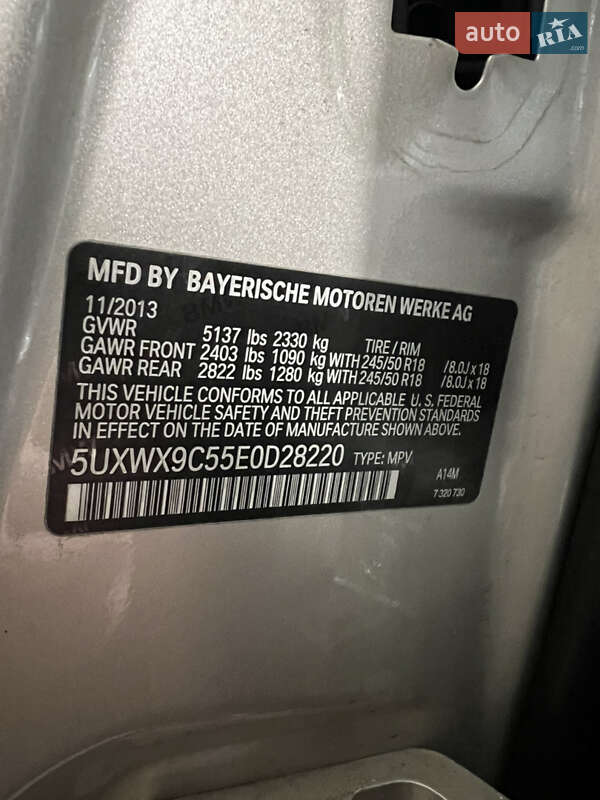 auto RIA
.com
MFD BY BAYERISCHE MOTOREN WERKE AG
11/2013
GVWR 5137 lbs 2330 kg TIRE / RIM
GAWR FRONT 2403 lbs 1090 kg WITH 245/50 R18 / 8.0J x 18
GAWR REAR 2822 lbs 1280 kg WITH 245/50 R18 / 8.0J x 18
THIS VEHICLE CONFORMS TO ALL APPLICABLE U.S. FEDERAL
MOTOR VEHICLE SAFETY AND THEFT PREVENTION STANDARDS
IN EFFECT ON THE DATE OF MANUFACTURE SHOWN ABOVE.
5UXWX9C55E0D28220 TYPE: MPV
A14M
7 320 730